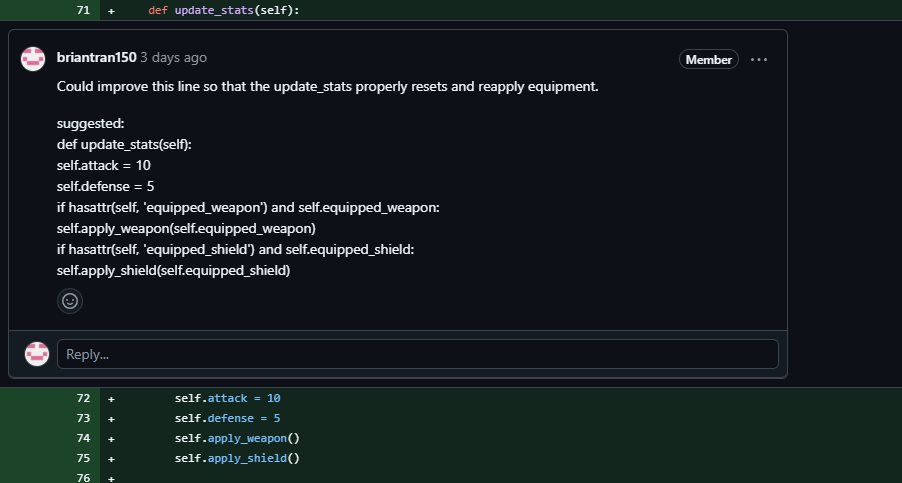 71 + def update_stats(self):
briantran150 3 days ago Member ...
Could improve this line so that the update_stats properly resets and reapply equipment.
suggested:
def update_stats(self):
self.attack = 10
self.defense = 5
if hasattr(self, 'equipped_weapon') and self.equipped_weapon:
self.apply_weapon(self.equipped_weapon)
if hasattr(self, 'equipped_shield') and self.equipped_shield:
self.apply_shield(self.equipped_shield)
Reply...
72 + self.attack = 10
73 + self.defense = 5
74 + self.apply_weapon()
75 + self.apply_shield()
76 +